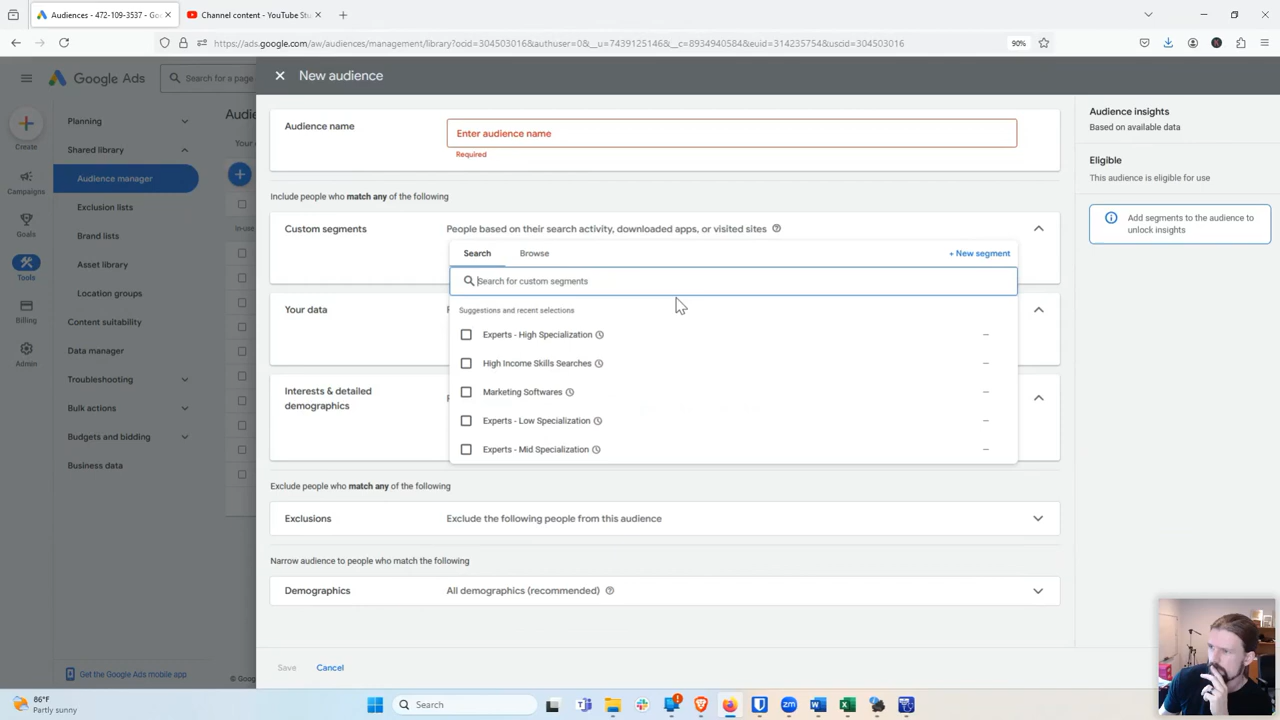 Audiences - 472-109-3537 - Go
Channel content - YouTube Stu
https://ads.google.com/aw/audiences/management/library?ocid=304503016&authuser=0&__u=7439125146&__c=8934940584&euid=314235754&uscid=304503016
90%
Google Ads
Search for a page
New audience
Create
Campaigns
Goals
Tools
Billing
Admin
Planning
Shared library
Audience manager
Exclusion lists
Brand lists
Asset library
Location groups
Content suitability
Data manager
Troubleshooting
Bulk actions
Budgets and bidding
Business data
Get the Google Ads mobile app
Audien
Your d
In-use
© Goog
Audience name
Enter audience name
Required
Include people who match any of the following
Custom segments
People based on their search activity, downloaded apps, or visited sites
Search
Browse
+ New segment
Search for custom segments
Suggestions and recent selections
Experts - High Specialization
High Income Skills Searches
Marketing Softwares
Experts - Low Specialization
Experts - Mid Specialization
Your data
Interests & detailed
demographics
Exclude people who match any of the following
Exclusions
Exclude the following people from this audience
Narrow audience to people who match the following
Demographics
All demographics (recommended)
Save
Cancel
Audience insights
Based on available data
Eligible
This audience is eligible for use
Add segments to the audience to
unlock insights
86°F
Partly sunny
Search